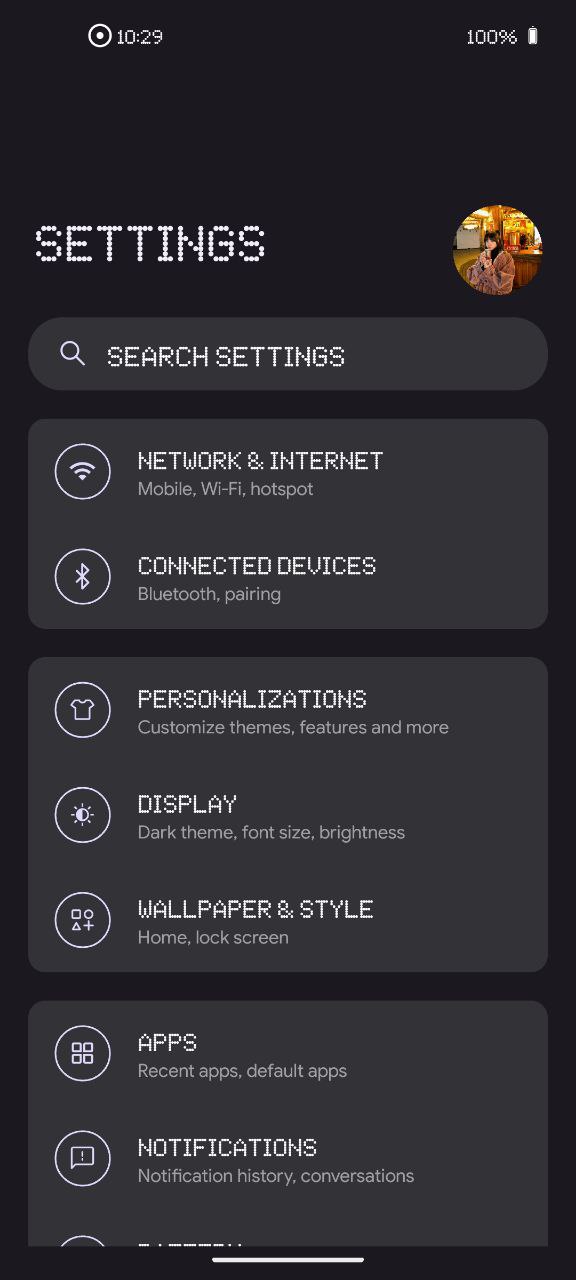 10:29
100%
SETTINGS
SEARCH SETTINGS
NETWORK & INTERNET
Mobile, Wi-Fi, hotspot
CONNECTED DEVICES
Bluetooth, pairing
PERSONALIZATIONS
Customize themes, features and more
DISPLAY
Dark theme, font size, brightness
WALLPAPER & STYLE
Home, lock screen
APPS
Recent apps, default apps
NOTIFICATIONS
Notification history, conversations